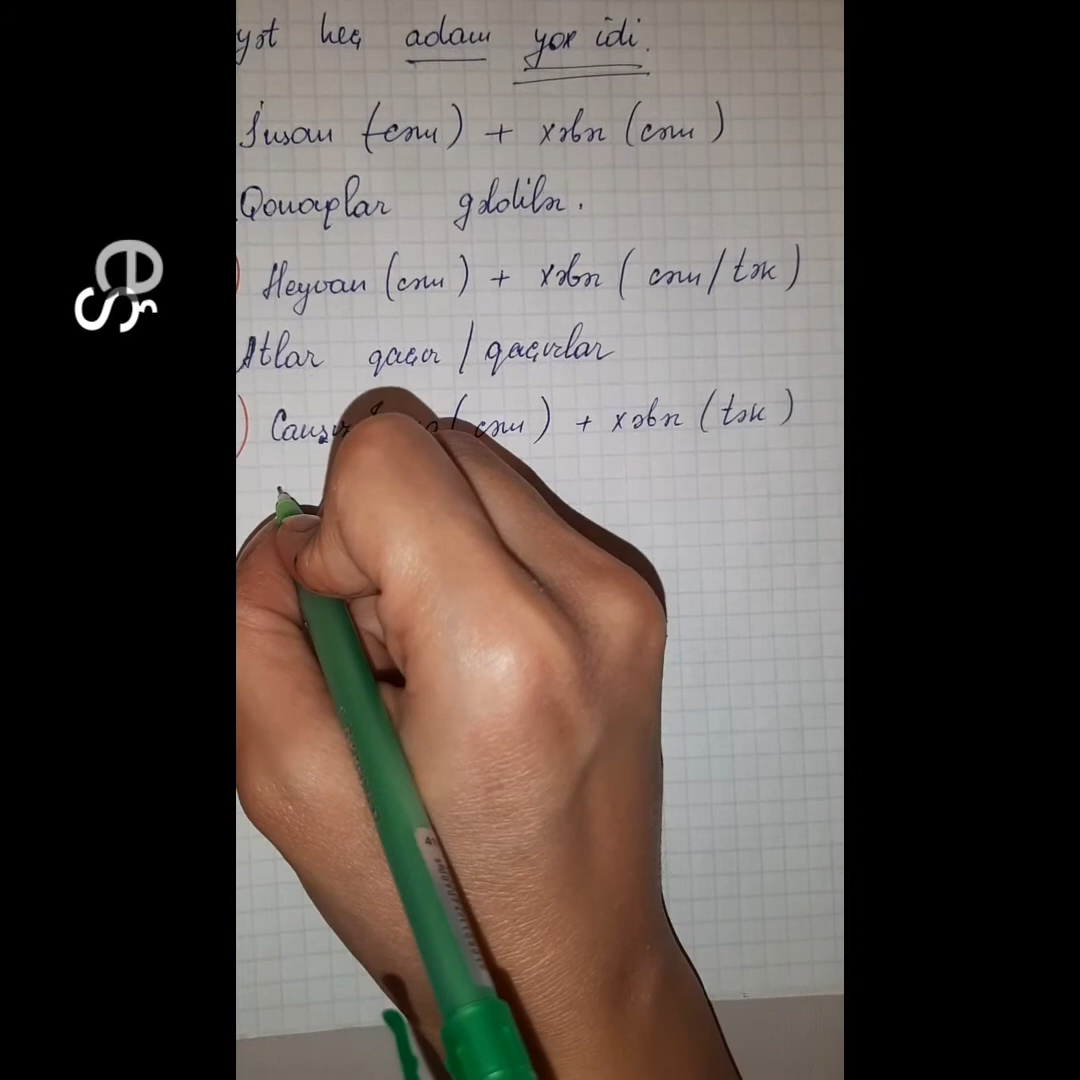 yət heç adam yox idi.
İnsan (cəm) + xəbər (cəm)
Qonaqlar gəldilər.
) Heyvan (cəm) + xəbər (cəm / tək)
Atlar qaçır / qaçırlar
) Cansız (cəm) + xəbər (tək)